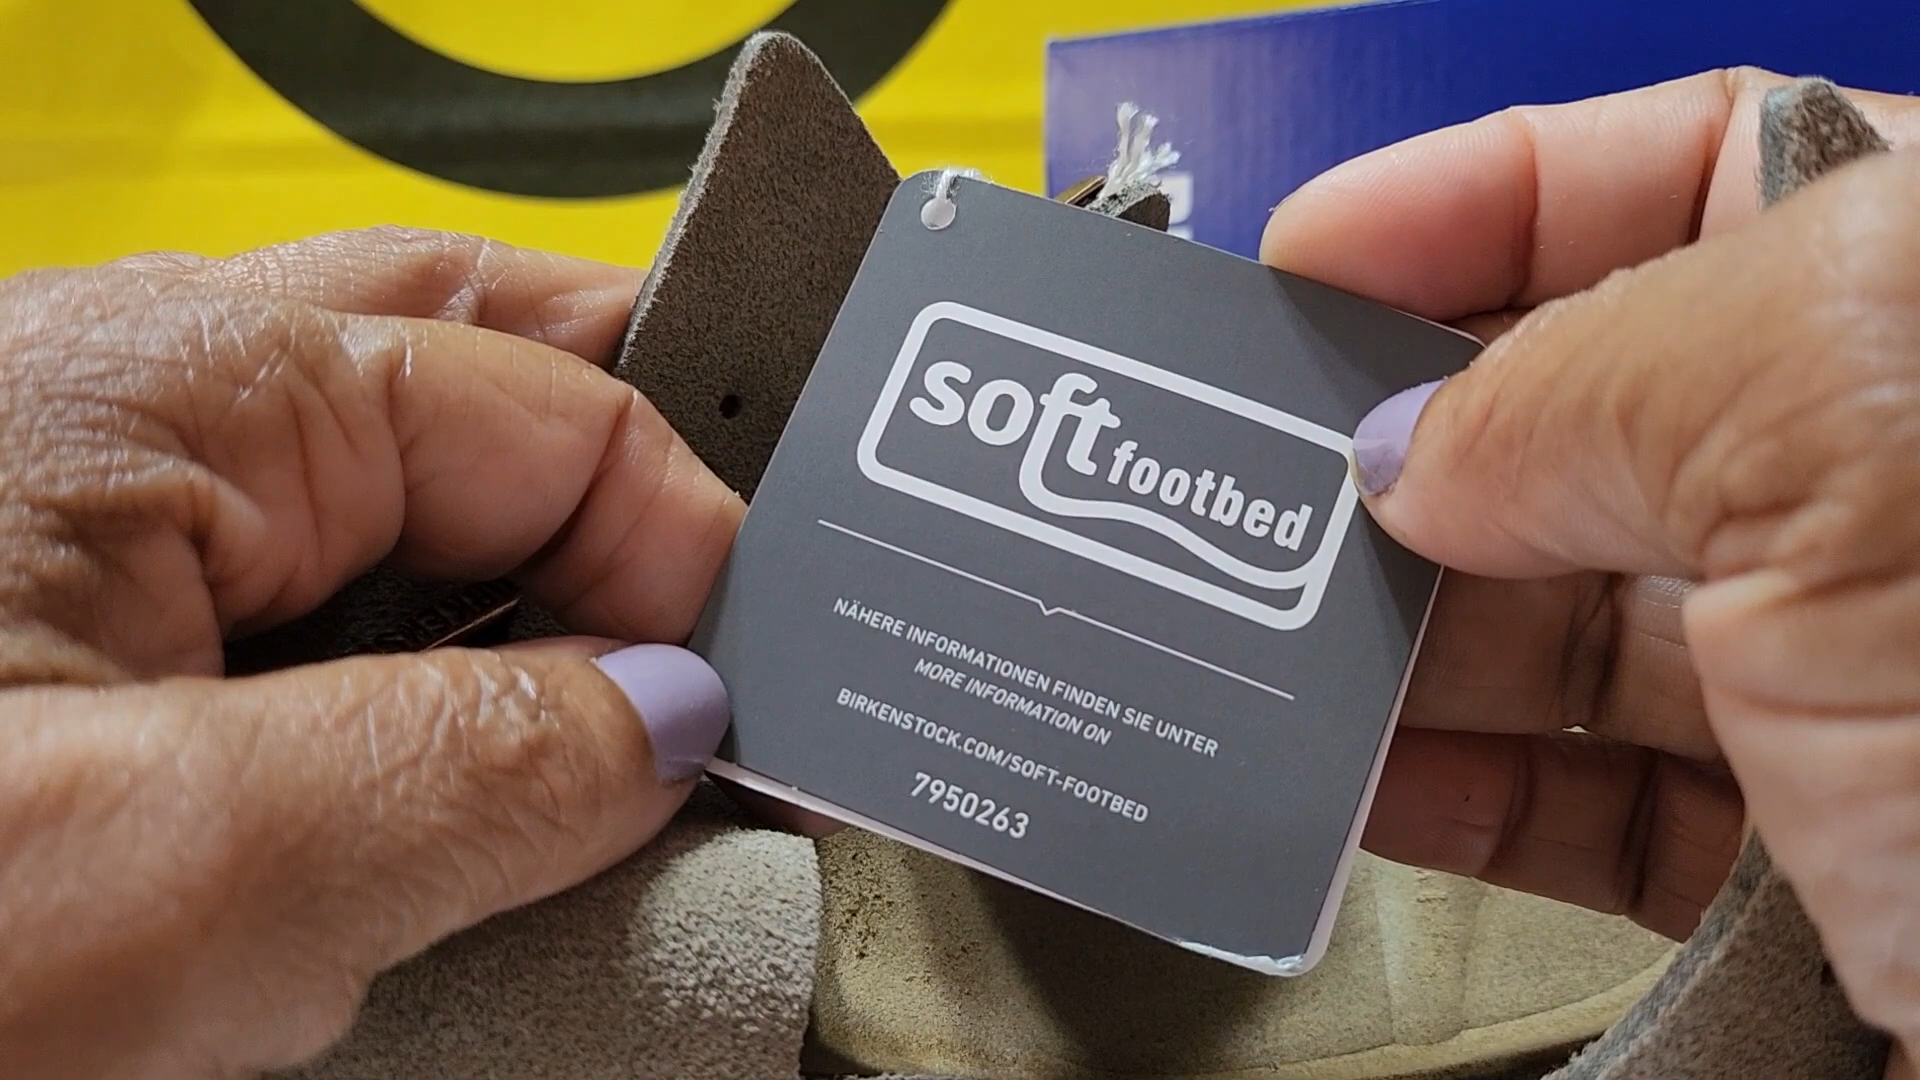 soft footbed
NÄHERE INFORMATIONEN FINDEN SIE UNTER
MORE INFORMATION ON
BIRKENSTOCK.COM/SOFT-FOOTBED
7950263